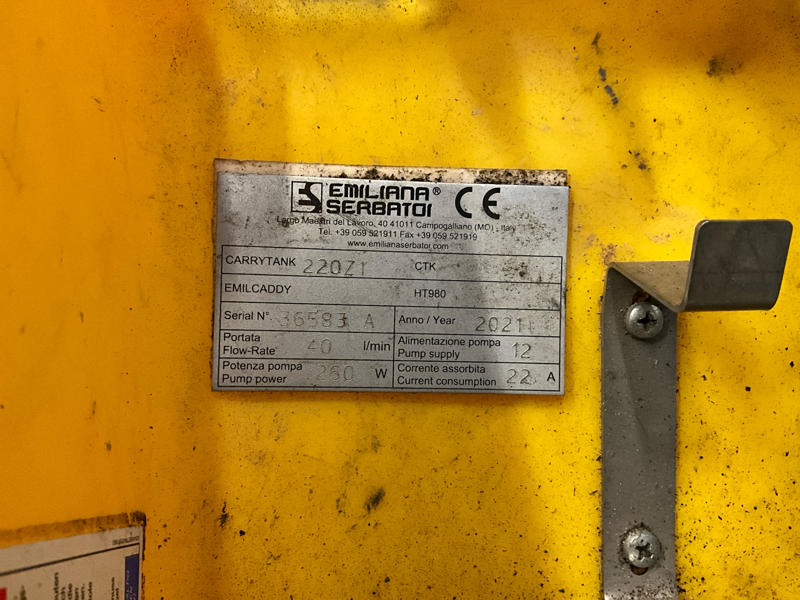 EMILIANA®
SERBATOI
CE
Largo Maestri del Lavoro, 40 41011 Campogalliano (MO) - Italy
Tel. +39 059 521911 Fax +39 059 521919
www.emilianaserbatoi.com
CARRYTANK 220Z1 CTK
EMILCADDY HT980
Serial N° 36583 A Anno / Year 2021
Portata
Flow-Rate 40 l/min
Alimentazione pompa
Pump supply 12
Potenza pompa
Pump power 260 W
Corrente assorbita
Current consumption 22 A